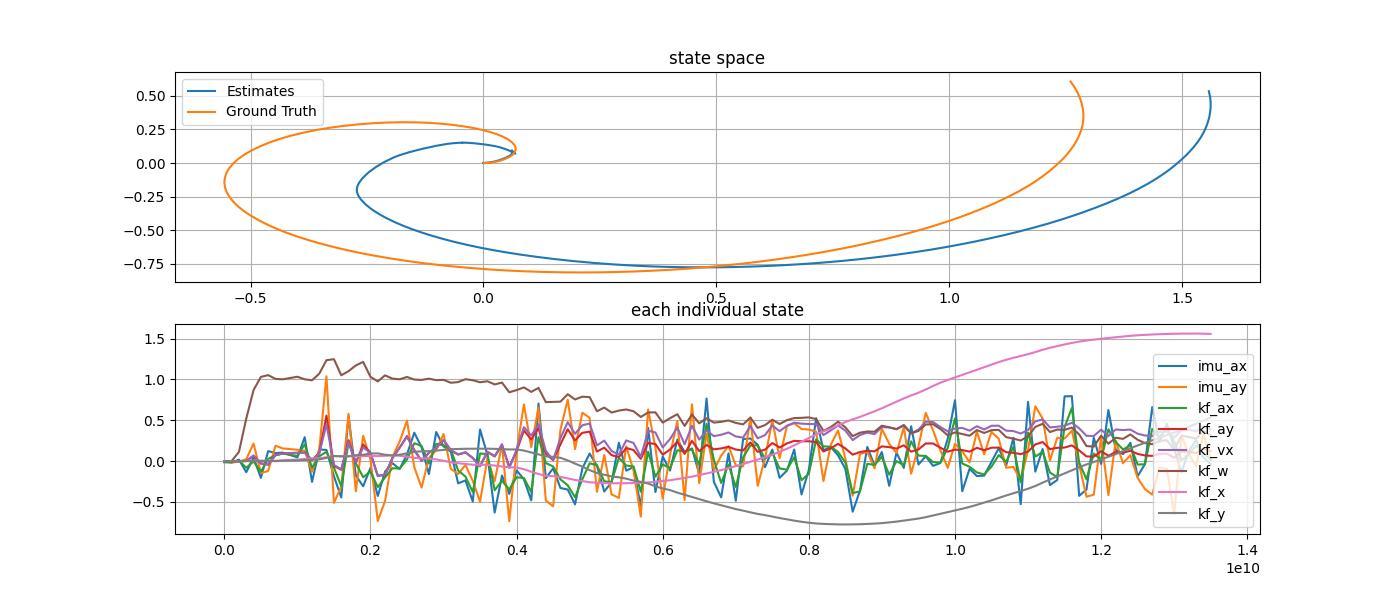 state space
Estimates
Ground Truth
0.50
0.25
0.00
−0.25
−0.50
−0.75
−0.5 0.0 0.5 1.0 1.5
each individual state
1.5
1.0
0.5
0.0
−0.5
imu_ax
imu_ay
kf_ax
kf_ay
kf_vx
kf_w
kf_x
kf_y
0.0 0.2 0.4 0.6 0.8 1.0 1.2 1.4
1e10